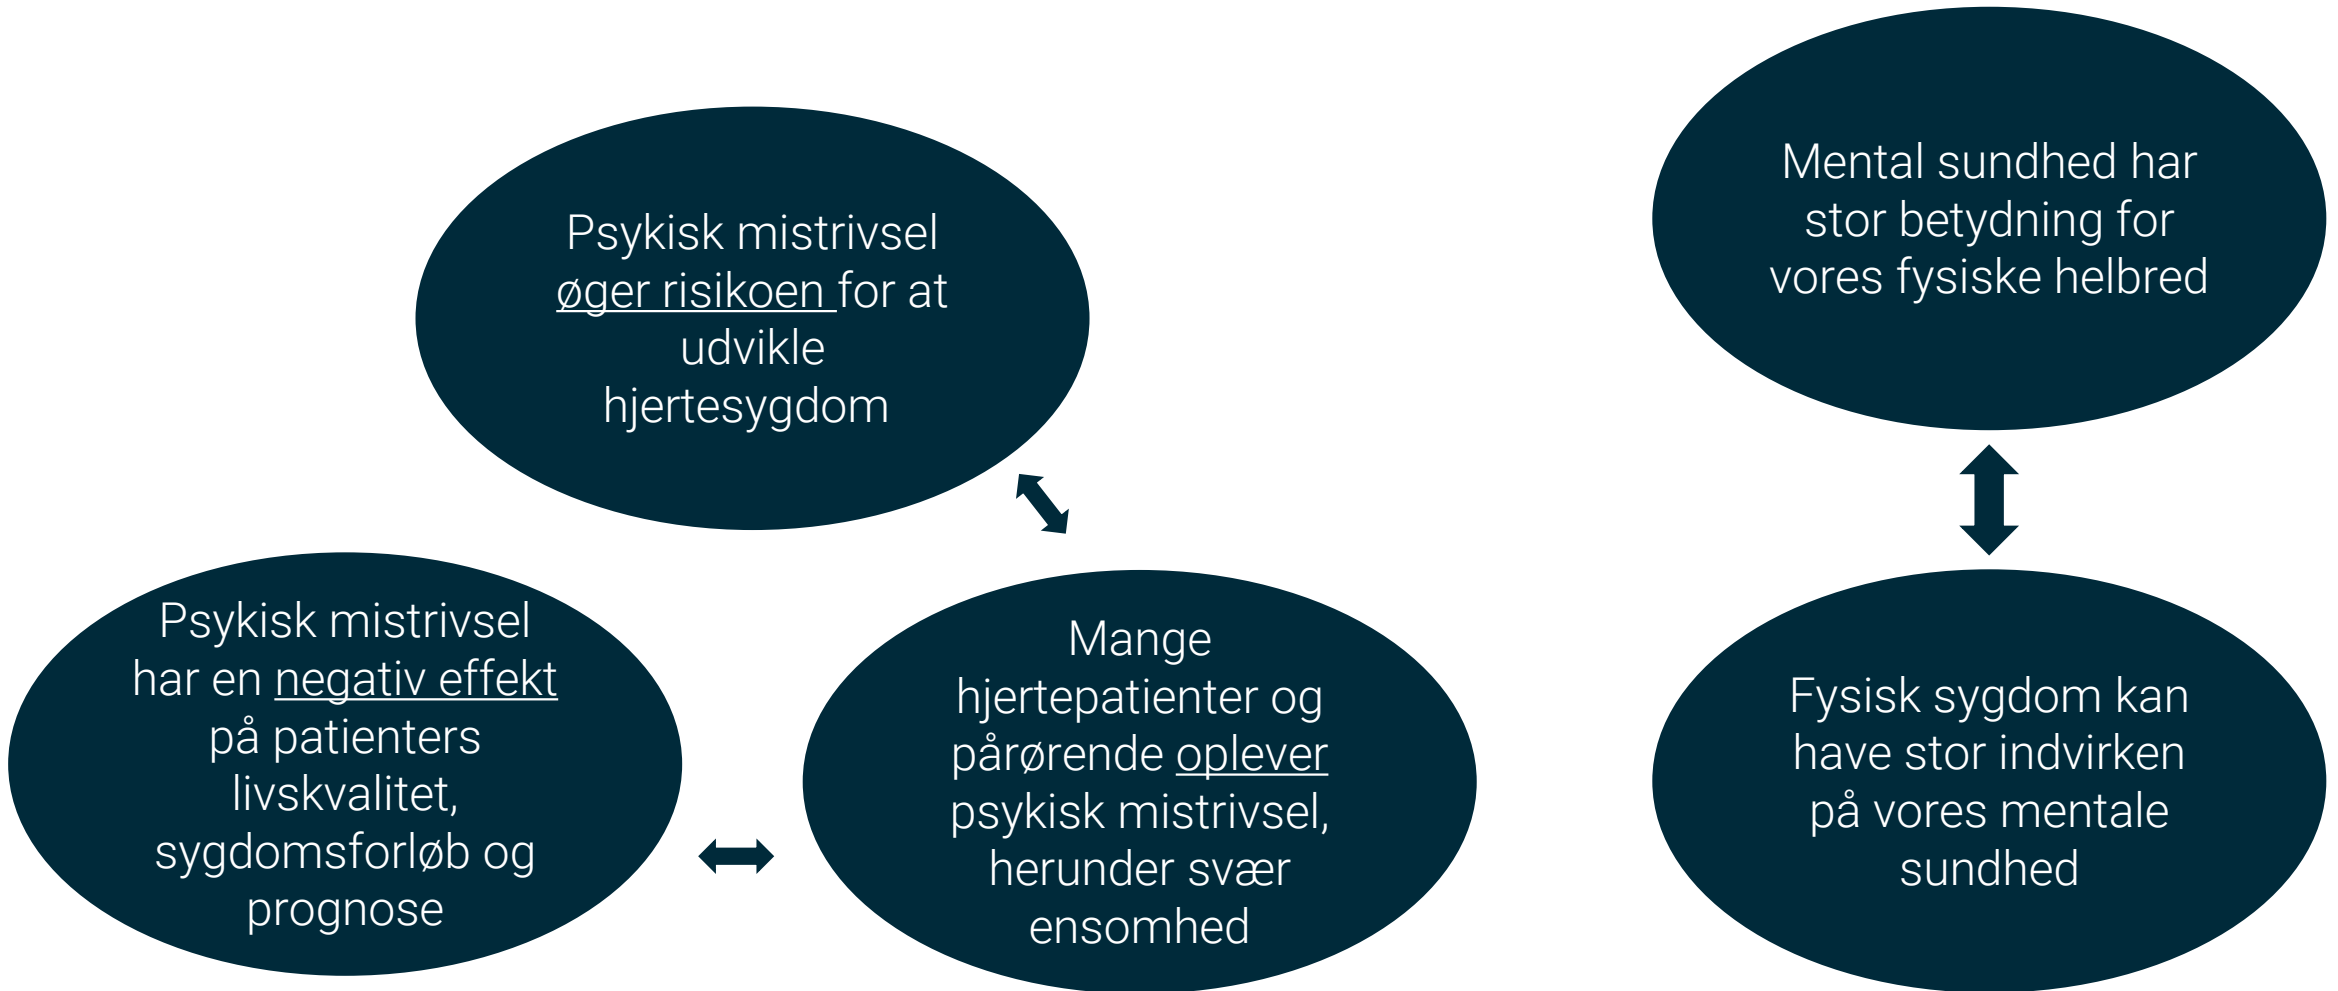 Psykisk mistrivsel
øger risikoen for at
udvikle
hjertesygdom
Psykisk mistrivsel
har en negativ effekt
på patienters
livskvalitet,
sygdomsforløb og
prognose
Mange
hjertepatienter og
pårørende oplever
psykisk mistrivsel,
herunder svær
ensomhed
Mental sundhed har
stor betydning for
vores fysiske helbred
Fysisk sygdom kan
have stor indvirken
på vores mentale
sundhed